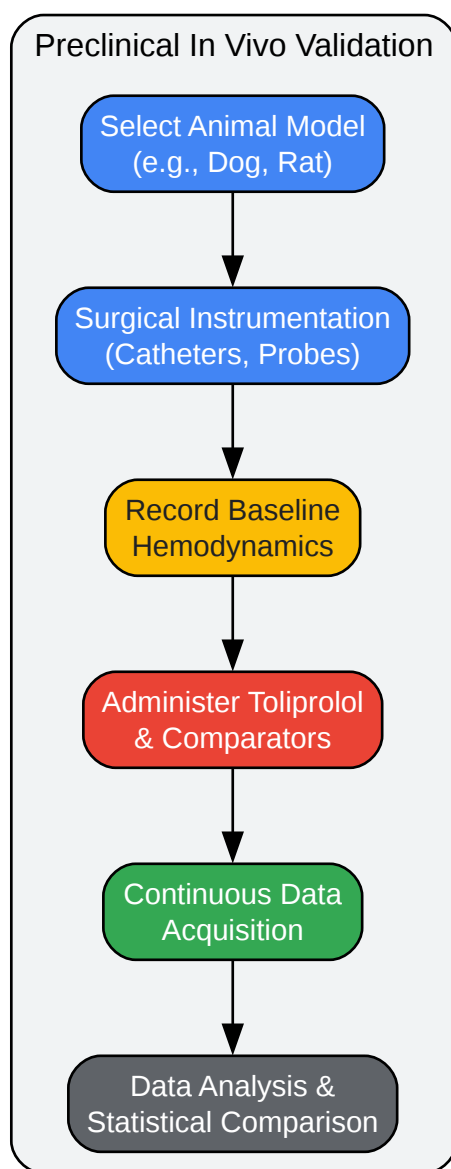 Preclinical In Vivo Validation
Select Animal Model
(e.g., Dog, Rat)
Surgical Instrumentation
(Catheters, Probes)
Record Baseline
Hemodynamics
Administer Toliprolol
& Comparators
Continuous Data
Acquisition
Data Analysis &
Statistical Comparison